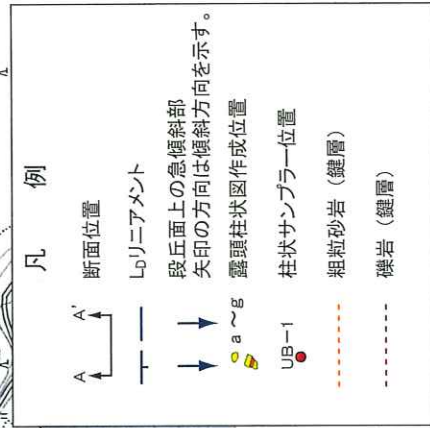 凡 例
A A' 断面位置
LDリニアメント
段丘面上の急傾斜部
矢印の方向は傾斜方向を示す。
a ～ g 露頭柱状図作成位置
UB-1 柱状サンプラー位置
粗粒砂岩（鍵層）
礫岩（鍵層）